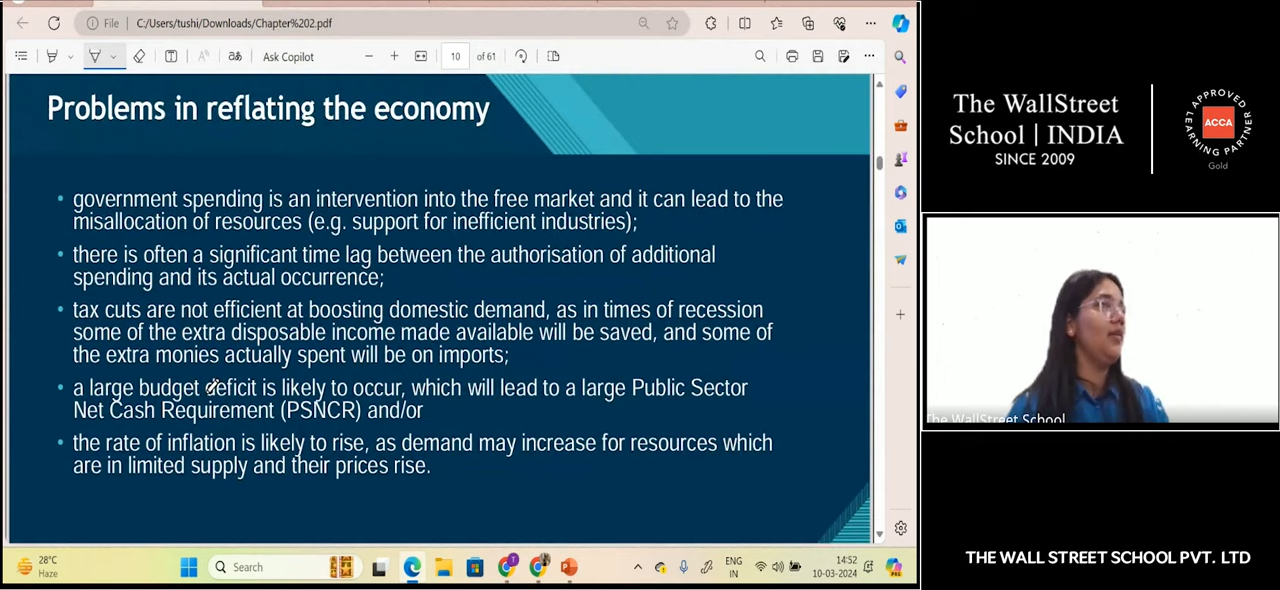 File
C:/Users/tushi/Downloads/Chapter%202.pdf
Ask Copilot
10
of 61
Problems in reflating the economy
• government spending is an intervention into the free market and it can lead to the
misallocation of resources (e.g. support for inefficient industries);
• there is often a significant time lag between the authorisation of additional
spending and its actual occurrence;
• tax cuts are not efficient at boosting domestic demand, as in times of recession
some of the extra disposable income made available will be saved, and some of
the extra monies actually spent will be on imports;
• a large budget deficit is likely to occur, which will lead to a large Public Sector
Net Cash Requirement (PSNCR) and/or
• the rate of inflation is likely to rise, as demand may increase for resources which
are in limited supply and their prices rise.
28°C
Haze
Search
ENG
IN
14:52
10-03-2024
The WallStreet
School | INDIA
SINCE 2009
APPROVED
LEARNING PARTNER
ACCA
Gold
The WallStreet School
THE WALL STREET SCHOOL PVT. LTD